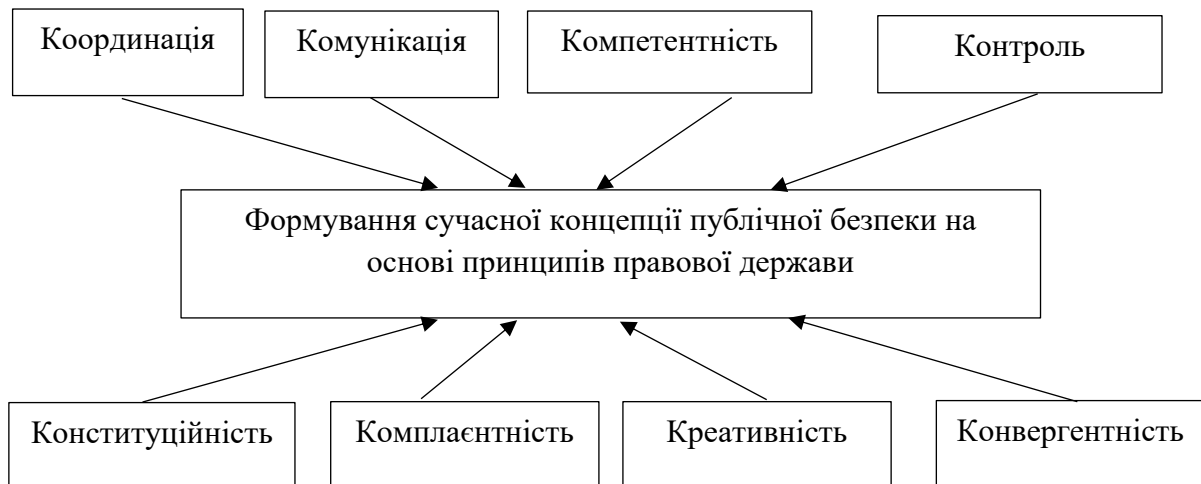 Координація
Комунікація
Компетентність
Контроль
Формування сучасної концепції публічної безпеки на
основі принципів правової держави
Конституційність
Комплаєнтність
Креативність
Конвергентність